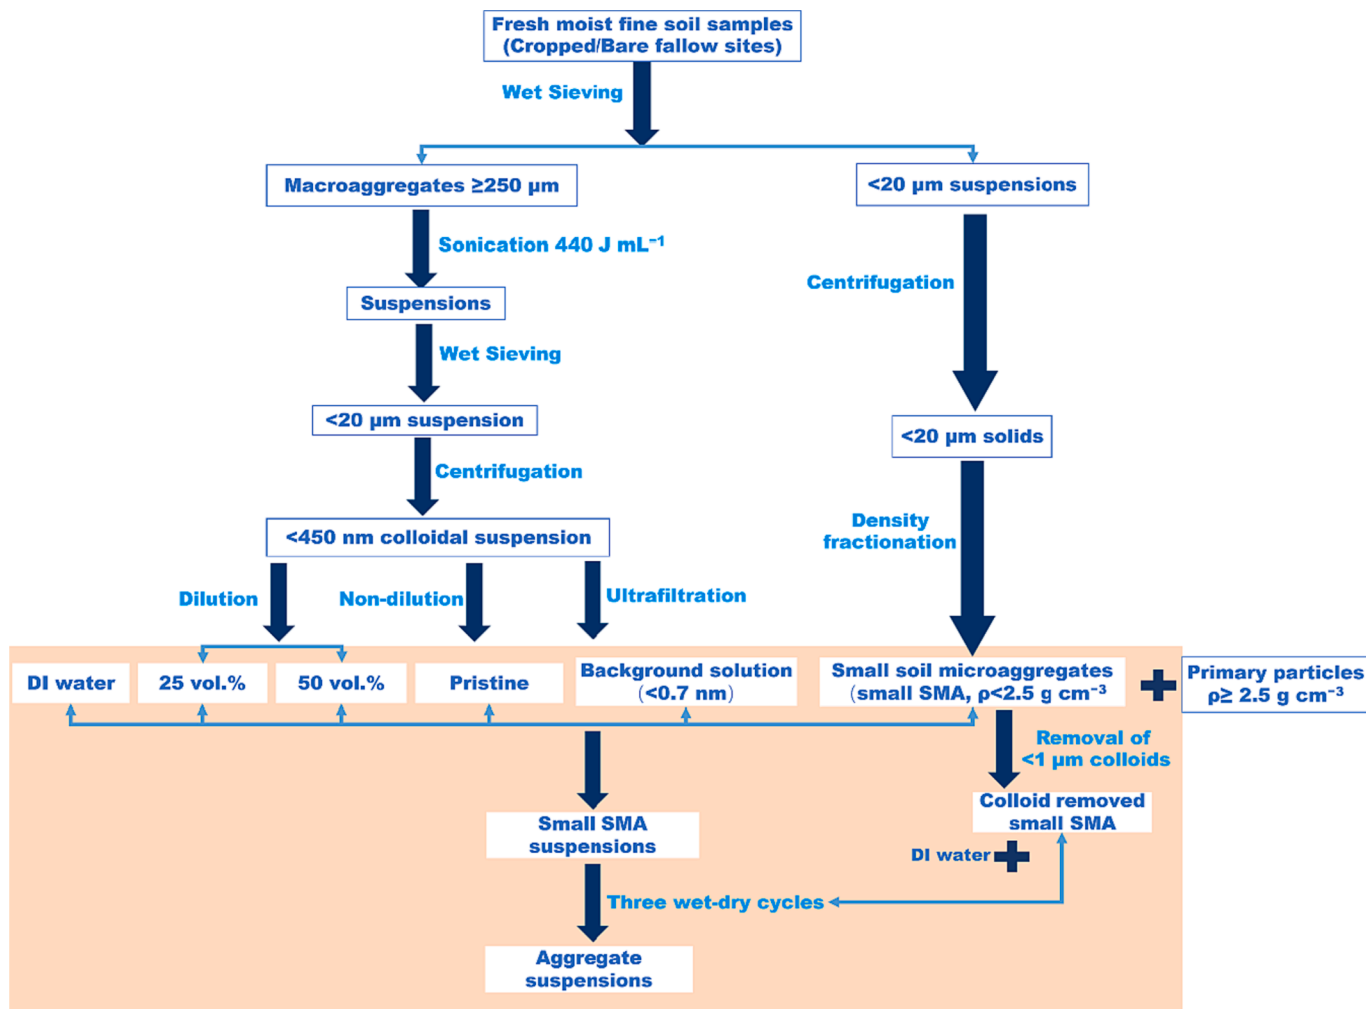 Fresh moist fine soil samples
(Cropped/Bare fallow sites)
Wet Sieving
Macroaggregates ≥250 µm
<20 µm suspensions
Sonication 440 J mL⁻¹
Centrifugation
Suspensions
Wet Sieving
<20 µm suspension
<20 µm solids
Centrifugation
Density
fractionation
<450 nm colloidal suspension
Dilution
Non-dilution
Ultrafiltration
DI water
25 vol.%
50 vol.%
Pristine
Background solution
(<0.7 nm)
Small soil microaggregates
(small SMA, ρ<2.5 g cm⁻³
Primary particles
ρ≥ 2.5 g cm⁻³
Removal of
<1 µm colloids
Colloid removed
small SMA
Small SMA
suspensions
DI water
Three wet-dry cycles
Aggregate
suspensions